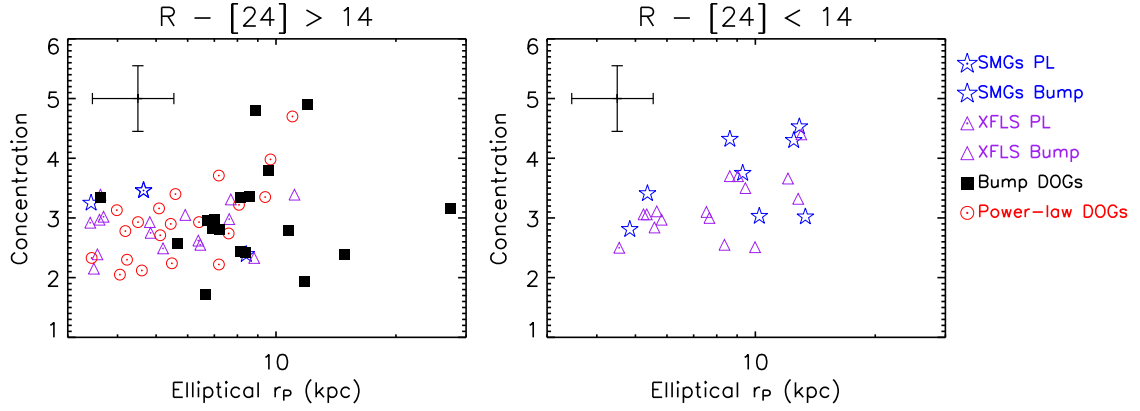 R − [24] > 14
R − [24] < 14
6
5
4
3
2
1
Concentration
10
Elliptical rP (kpc)
6
5
4
3
2
1
Concentration
10
Elliptical rP (kpc)
SMGs PL
SMGs Bump
XFLS PL
XFLS Bump
Bump DOGs
Power−law DOGs